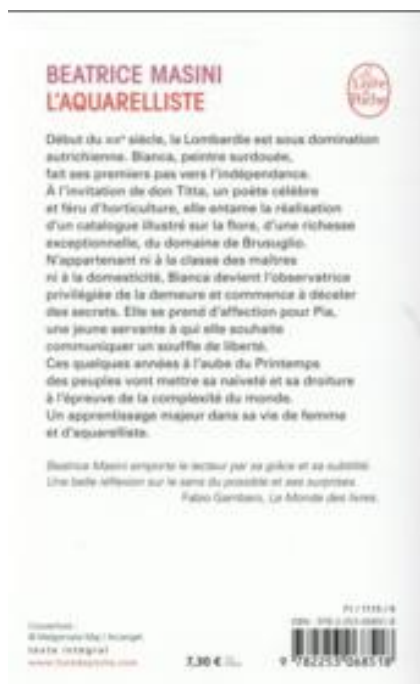 BEATRICE MASINI
L'AQUARELLISTE
Le Livre
de
Poche
Début du XIXe siècle, la Lombardie est sous domination
autrichienne. Bianca, peintre surdouée,
fait ses premiers pas vers l'indépendance.
À l'invitation de don Titta, un poète célèbre
et féru d'horticulture, elle entame la réalisation
d'un catalogue illustré sur la flore, d'une richesse
exceptionnelle, du domaine de Brusuglio.
N'appartenant ni à la classe des maîtres
ni à la domesticité, Bianca devient l'observatrice
privilégiée de la demeure et commence à déceler
des secrets. Elle se prend d'affection pour Pia,
une jeune servante à qui elle souhaite
communiquer un souffle de liberté.
Ces quelques années à l'aube du Printemps
des peuples vont mettre sa naïveté et sa droiture
à l'épreuve de la complexité du monde.
Un apprentissage majeur dans sa vie de femme
et d'aquarelliste.
Beatrice Masini emporte le lecteur par sa grâce et sa subtilité.
Une belle réflexion sur le sens du possible et ses surprises.
Fabio Gambaro, Le Monde des livres.
Couverture :
© Malgorzata Maj / Arcangel.
texte intégral
www.livredepoche.com
7,30 €
9 782253 068518